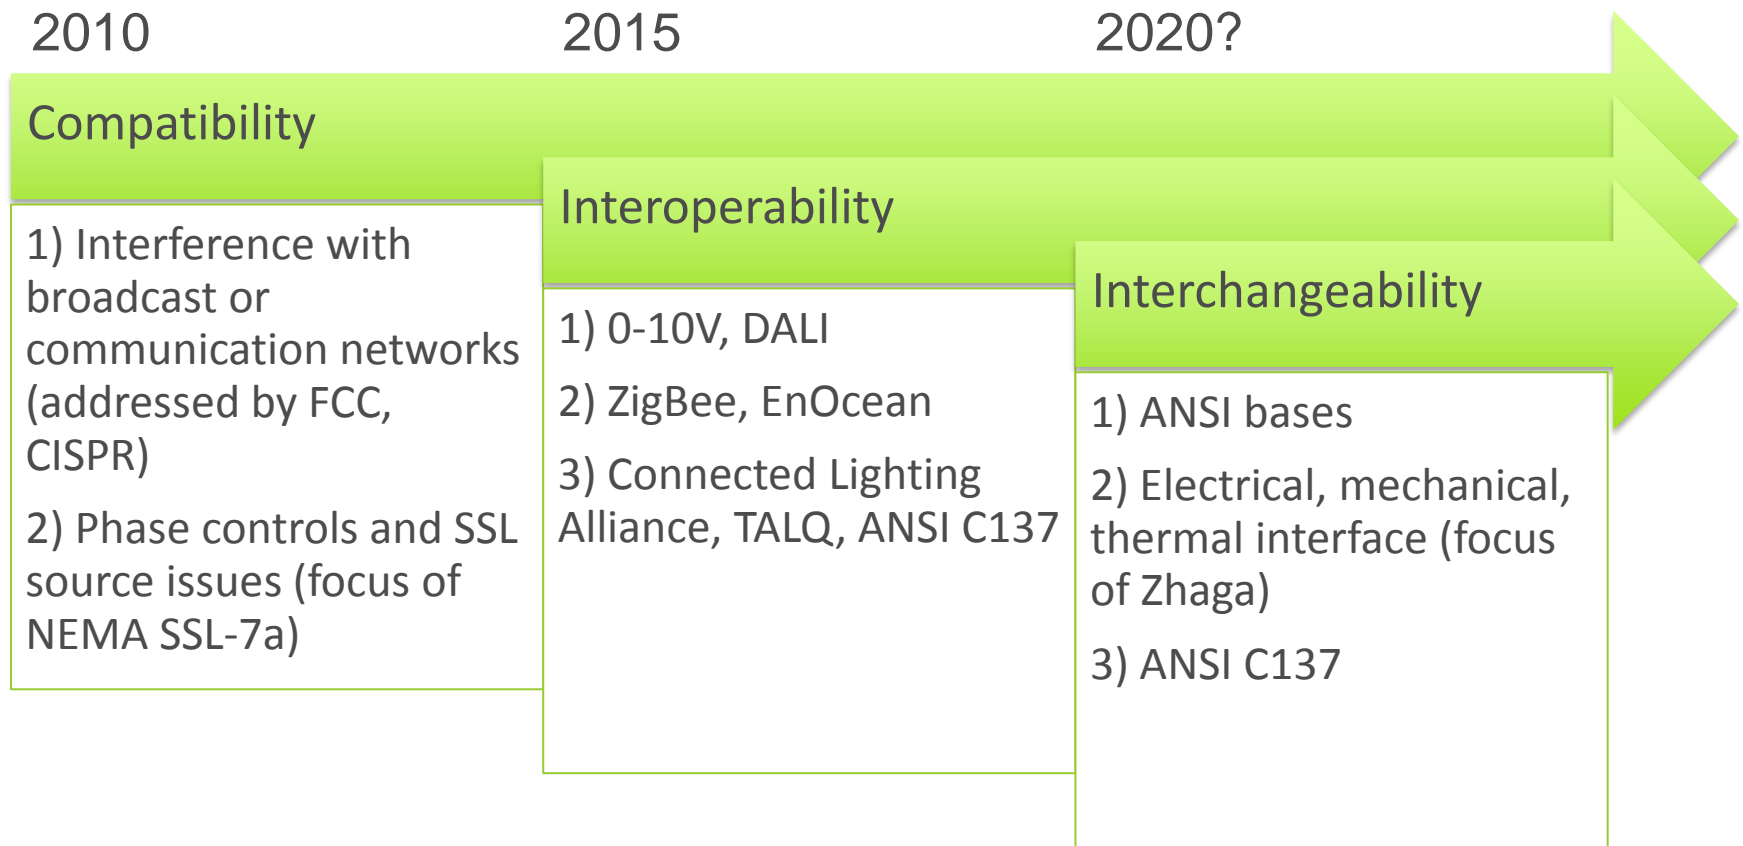 2010
2015
2020?
Compatibility
1) Interference with
broadcast or
communication networks
(addressed by FCC,
CISPR)
2) Phase controls and SSL
source issues (focus of
NEMA SSL-7a)
Interoperability
1) 0-10V, DALI
2) ZigBee, EnOcean
3) Connected Lighting
Alliance, TALQ, ANSI C137
Interchangeability
1) ANSI bases
2) Electrical, mechanical,
thermal interface (focus
of Zhaga)
3) ANSI C137